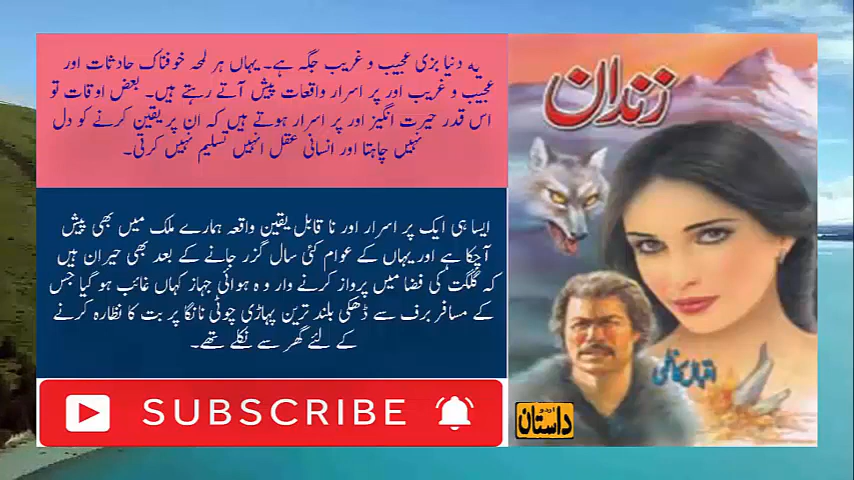 یہ دنیا بڑی عجیب و غریب جگہ ہے۔ یہاں ہر لمحہ خوفناک حادثات اور
عجیب و غریب اور پر اسرار واقعات پیش آتے رہتے ہیں۔ بعض اوقات تو
اس قدر حیرت انگیز اور پر اسرار ہوتے ہیں کہ ان پر یقین کرنے کو دل
نہیں چاہتا اور انسانی عقل انہیں تسلیم نہیں کرتی۔
ایسا ہی ایک پر اسرار اور نا قابل یقین واقعہ ہمارے ملک میں بھی پیش
آچکا ہے اور یہاں کے عوام کئی سال گزر جانے کے بعد بھی حیران ہیں
کہ گلگت کی فضا میں پرواز کرنے وار و ہ ہوائی جہاز کہاں غائب ہو گیا جس
کے مسافر برف سے ڈھکی بلند ترین پہاڑی چوٹی نانگا پر بت کا نظارہ کرنے
کے لئے گھر سے نکلے تھے۔
SUBSCRIBE
زندان
اقبال کاظمی
اردو
داستان